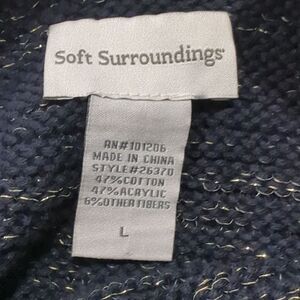 Soft Surroundings®
RN#101206
MADE IN CHINA
STYLE#26370
47%COTTON
47%ACRYLIC
6%OTHER FIBERS
L